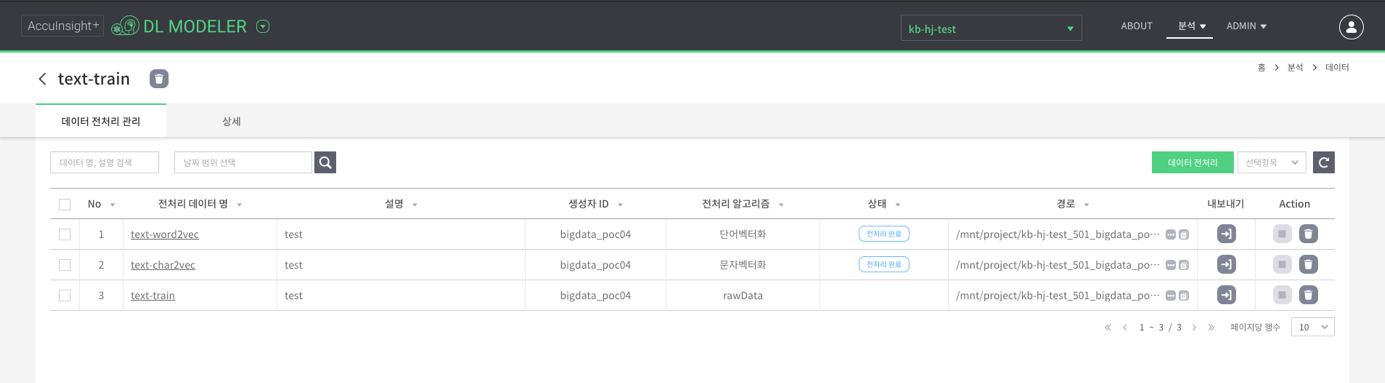 AccuInsight+ DL MODELER kb-hj-test ABOUT 분석 ADMIN
text-train 홈 > 분석 > 데이터
데이터 전처리 관리 상세
데이터 명, 설명 검색 날짜 범위 선택 데이터 전처리 선택항목
No 전처리 데이터 명 설명 생성자 ID 전처리 알고리즘 상태 경로 내보내기 Action
1 text-word2vec test bigdata_poc04 단어벡터화 전처리 완료 /mnt/project/kb-hj-test_501_bigdata_po···
2 text-char2vec test bigdata_poc04 문자벡터화 전처리 완료 /mnt/project/kb-hj-test_501_bigdata_po···
3 text-train test bigdata_poc04 rawData /mnt/project/kb-hj-test_501_bigdata_po···
1 ~ 3 / 3 페이지당 행수 10